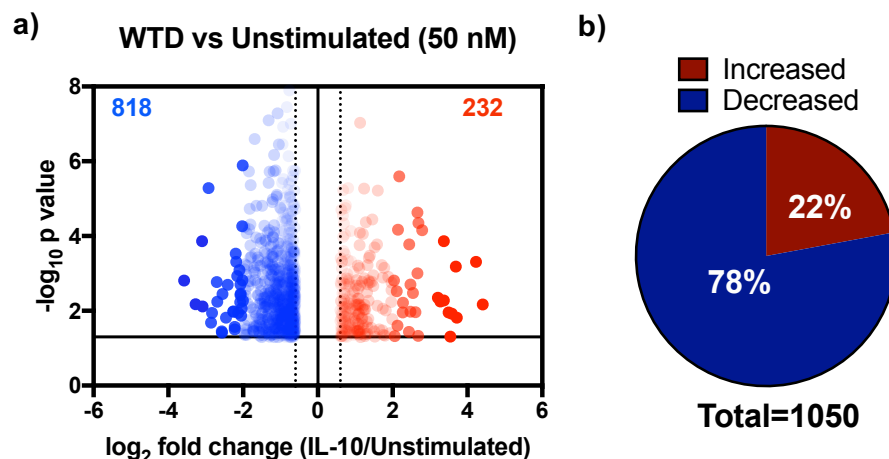 a)
WTD vs Unstimulated (50 nM)
818
232
8
6
4
2
0
-log10 p value
-6
-4
-2
0
2
4
6
log2 fold change (IL-10/Unstimulated)
b)
Increased
Decreased
22%
78%
Total=1050